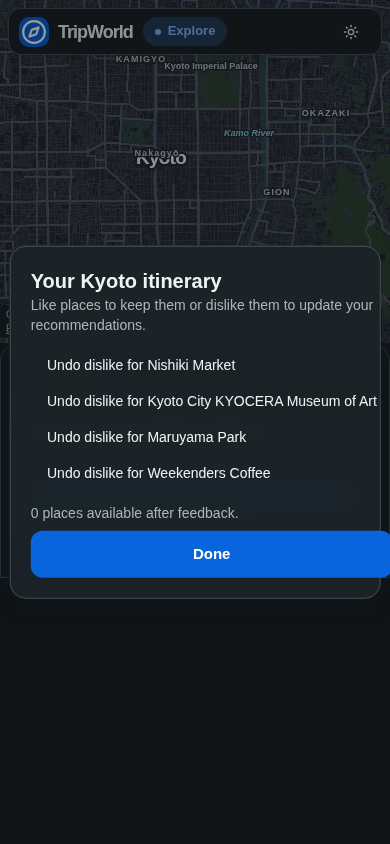 TripWorld
Explore
KAMIGYO
Kyoto Imperial Palace
OKAZAKI
Kamo River
Nakagyō
Kyoto
GION
Your Kyoto itinerary
Like places to keep them or dislike them to update your
recommendations.
Undo dislike for Nishiki Market
Undo dislike for Kyoto City KYOCERA Museum of Art
Undo dislike for Maruyama Park
Undo dislike for Weekenders Coffee
0 places available after feedback.
Done